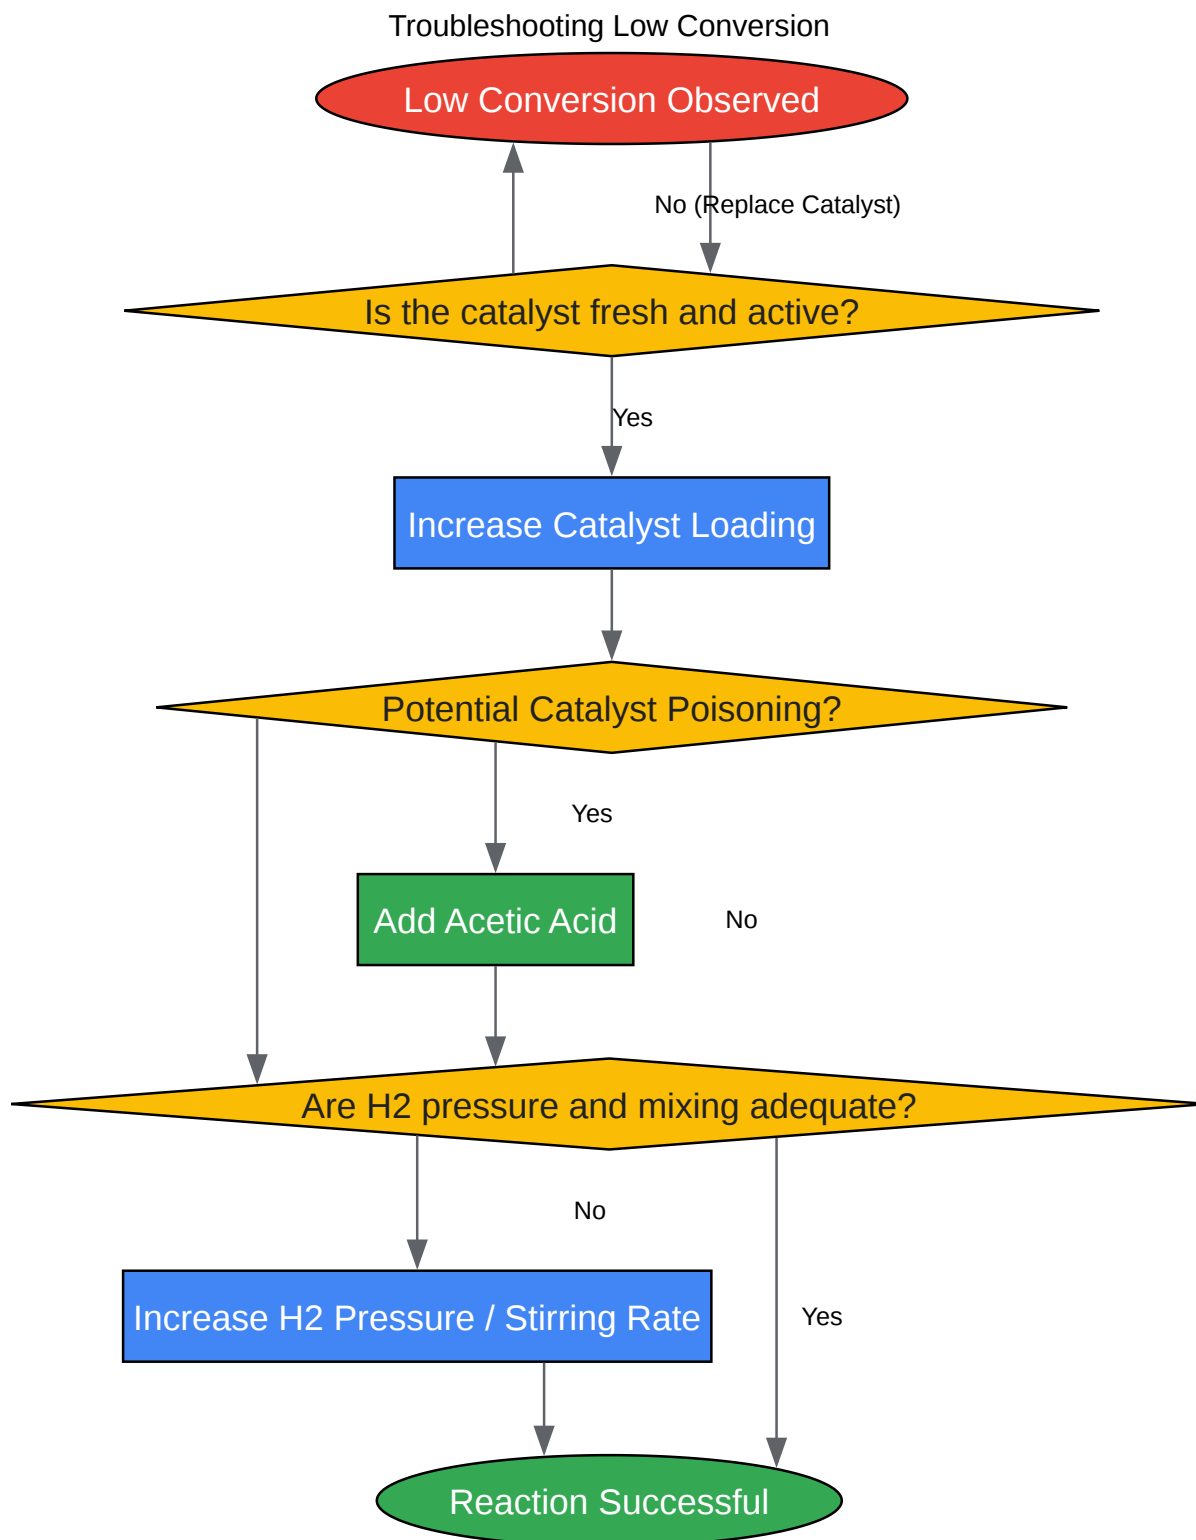 Troubleshooting Low Conversion
Low Conversion Observed
No (Replace Catalyst)
Is the catalyst fresh and active?
Yes
Increase Catalyst Loading
Potential Catalyst Poisoning?
Yes
Add Acetic Acid
No
Are H2 pressure and mixing adequate?
No
Increase H2 Pressure / Stirring Rate
Yes
Reaction Successful